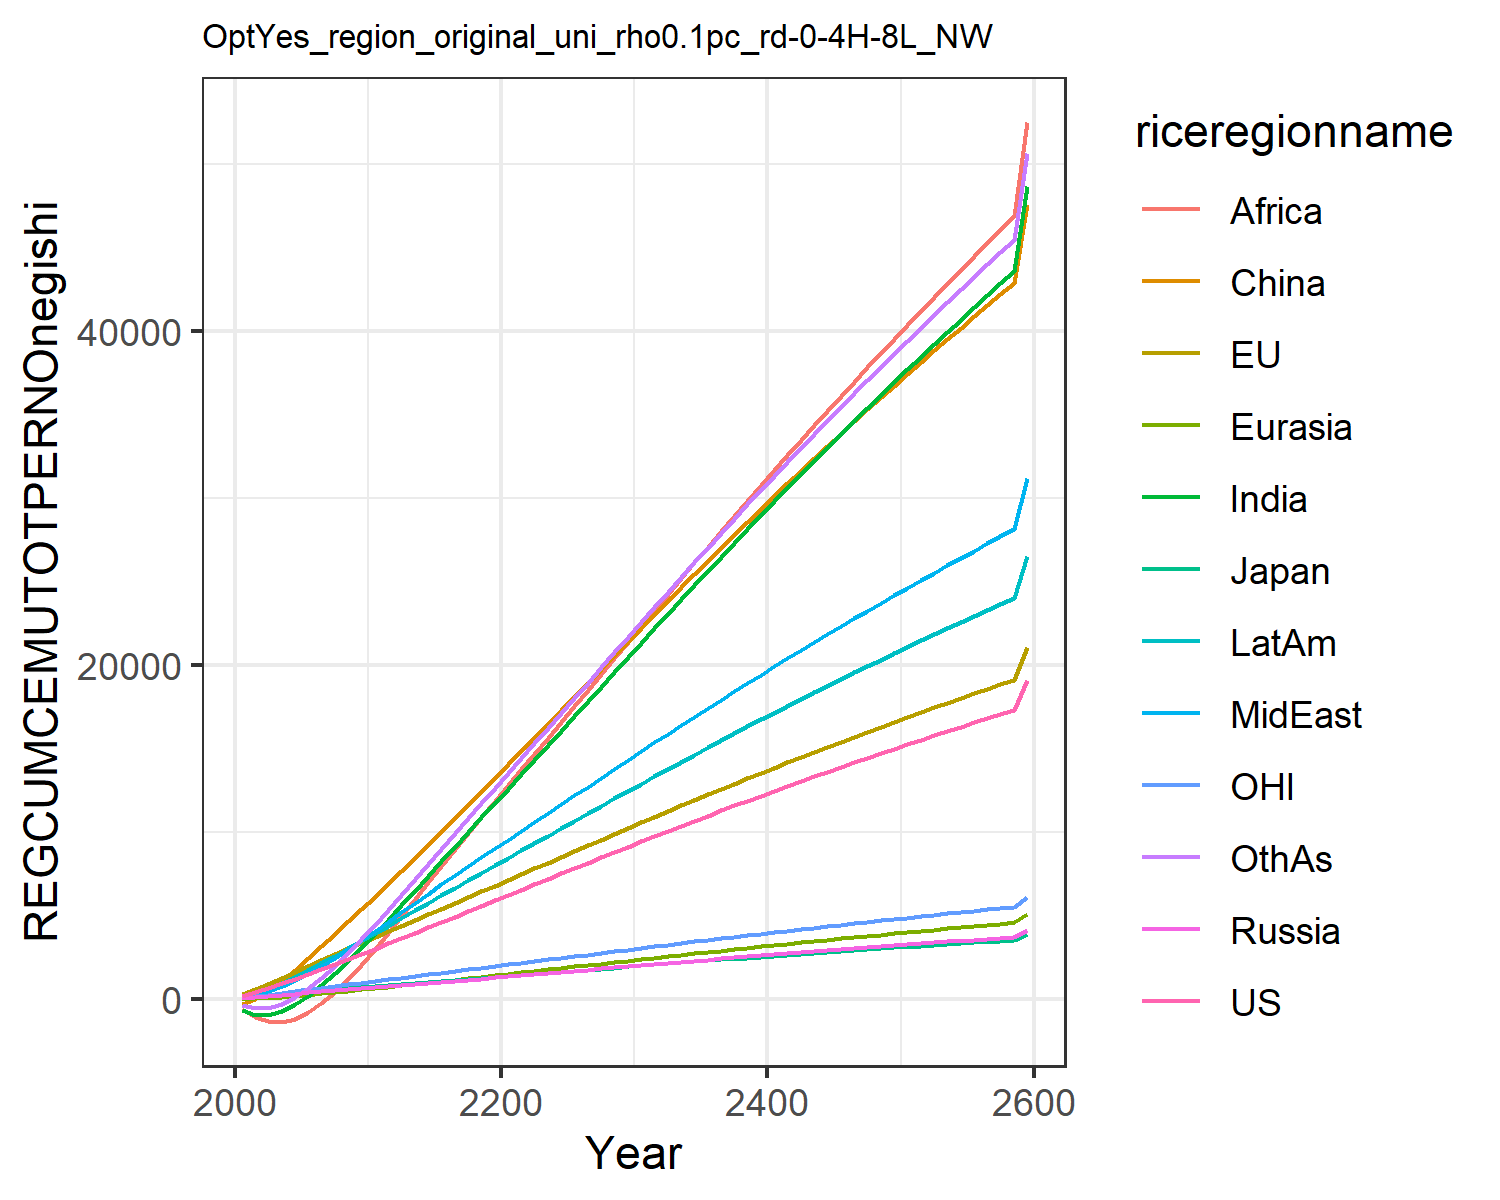 OptYes_region_original_uni_rho0.1pc_rd-0-4H-8L_NW
REGCUMCEMUTOTPERNOnegishi
40000
20000
0
2000
2200
2400
2600
Year
riceregionname
Africa
China
EU
Eurasia
India
Japan
LatAm
MidEast
OHI
OthAs
Russia
US